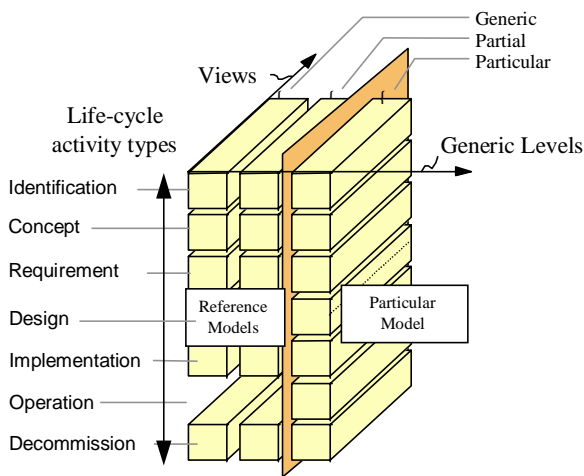 Generic
Partial
Particular
Views
Life-cycle
activity types
Generic Levels
Identification
Concept
Requirement
Design
Implementation
Operation
Decommission
Reference
Models
Particular
Model